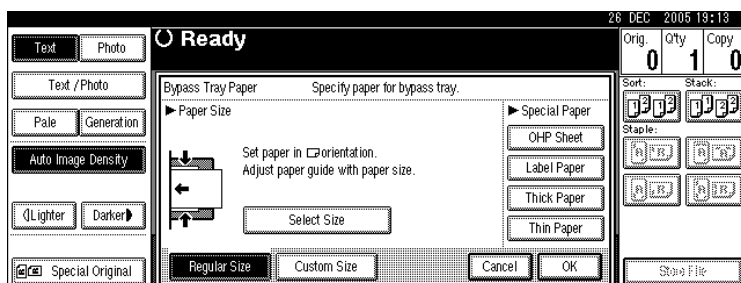 26 DEC 2005 19:13
Text Photo
Text / Photo
Pale Generation
Auto Image Density
Lighter Darker
Special Original
Ready
Bypass Tray Paper Specify paper for bypass tray.
Paper Size
Set paper in orientation.
Adjust paper guide with paper size.
Select Size
Regular Size Custom Size
Special Paper
OHP Sheet
Label Paper
Thick Paper
Thin Paper
Cancel OK
Orig. Q'ty Copy
0 1 0
Sort: Stack:
Staple:
Store File